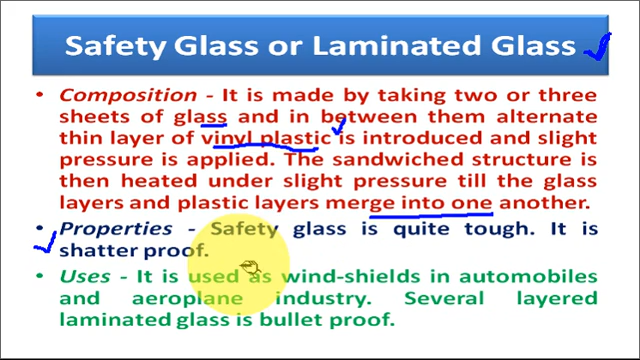 Safety Glass or Laminated Glass
• Composition - It is made by taking two or three
sheets of glass and in between them alternate
thin layer of vinyl plastic is introduced and slight
pressure is applied. The sandwiched structure is
then heated under slight pressure till the glass
layers and plastic layers merge into one another.
• Properties - Safety glass is quite tough. It is
shatter proof.
• Uses - It is used as wind-shields in automobiles
and aeroplane industry. Several layered
laminated glass is bullet proof.